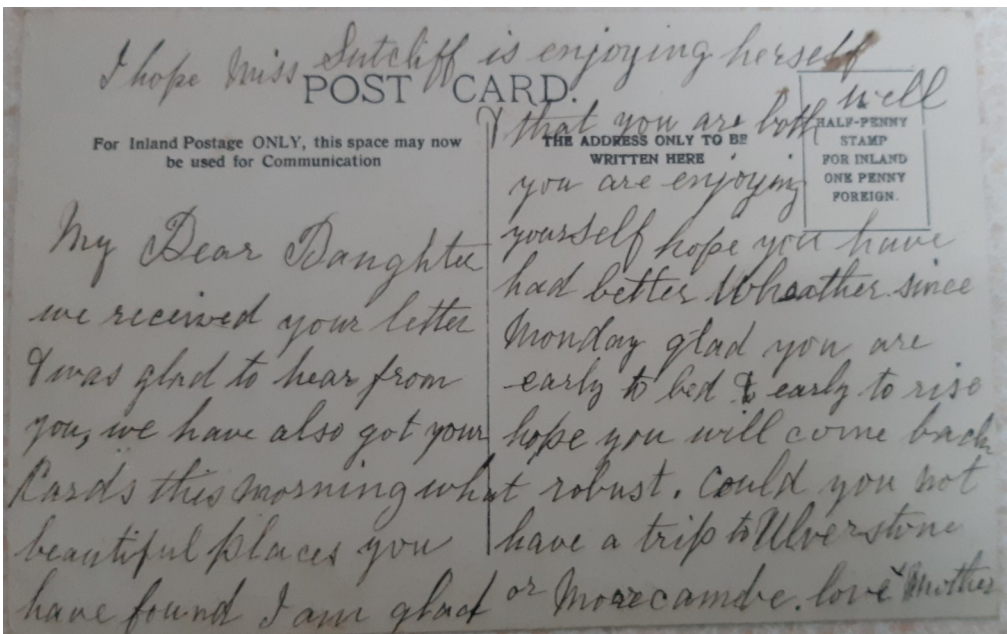 I hope Miss Sutcliff is enjoying herself
well
POST CARD.
For Inland Postage ONLY, this space may now
be used for Communication
THE ADDRESS ONLY TO BE
WRITTEN HERE
HALF-PENNY
STAMP
FOR INLAND
ONE PENNY
FOREIGN.
My Dear Daughter
we received your letter
& was glad to hear from
you, we have also got your
Cards this morning what
beautiful places you
have found I am glad
& that you are both
you are enjoying
yourself hope you have
had better Wheather since
Monday glad you are
early to bed & early to rise
hope you will come back
robust. Could you not
have a trip to Ulverstone
or Morecambe. love Mother